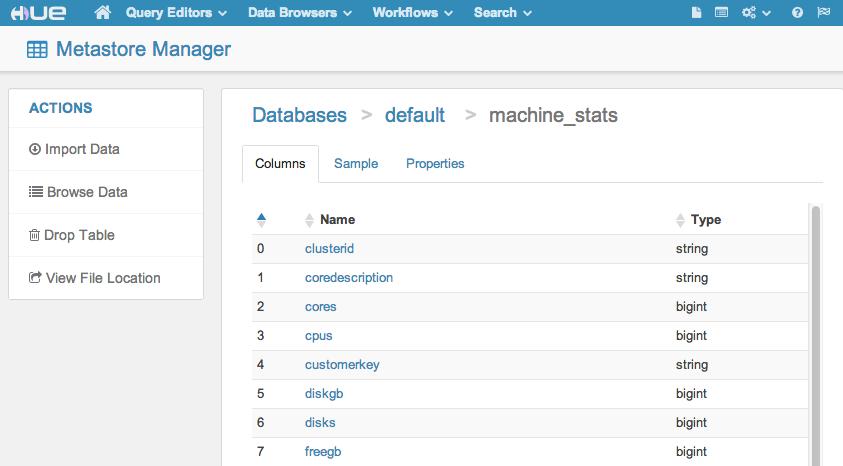 HUE Query Editors Data Browsers Workflows Search
Metastore Manager
ACTIONS
Import Data
Browse Data
Drop Table
View File Location
Databases > default > machine_stats
Columns Sample Properties
Name Type
0 clusterid string
1 coredescription string
2 cores bigint
3 cpus bigint
4 customerkey string
5 diskgb bigint
6 disks bigint
7 freegb bigint